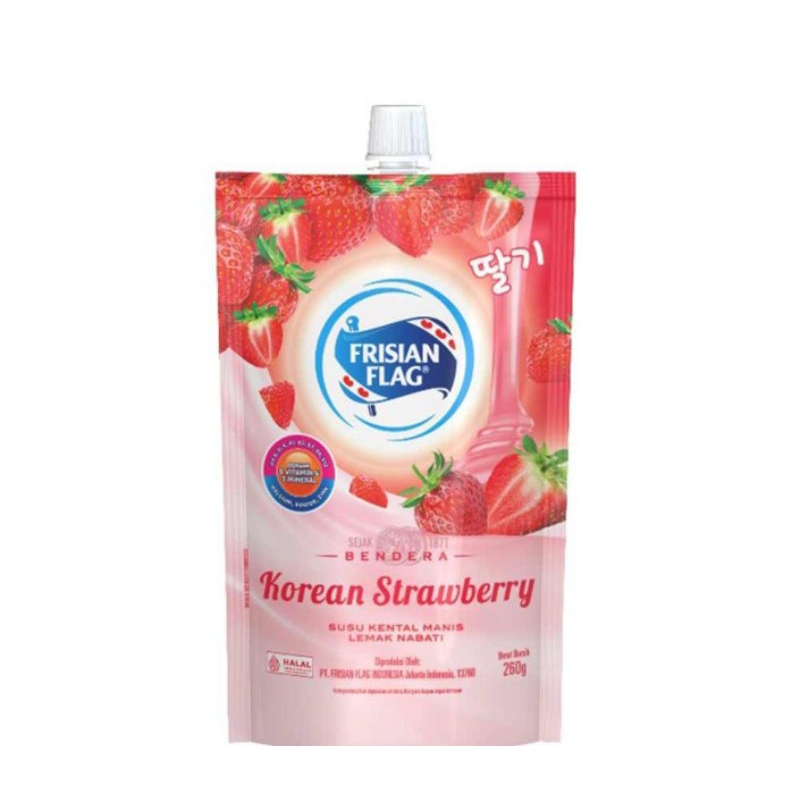 딸기
FRISIAN
FLAG®
SEJAK 1871
BENDERA
Korean Strawberry
SUSU KENTAL MANIS
LEMAK NABATI
HALAL
INDONESIA
Diproduksi Oleh:
PT. FRISIAN FLAG INDONESIA Jakarta Indonesia, 13760
Berat Bersih
260g